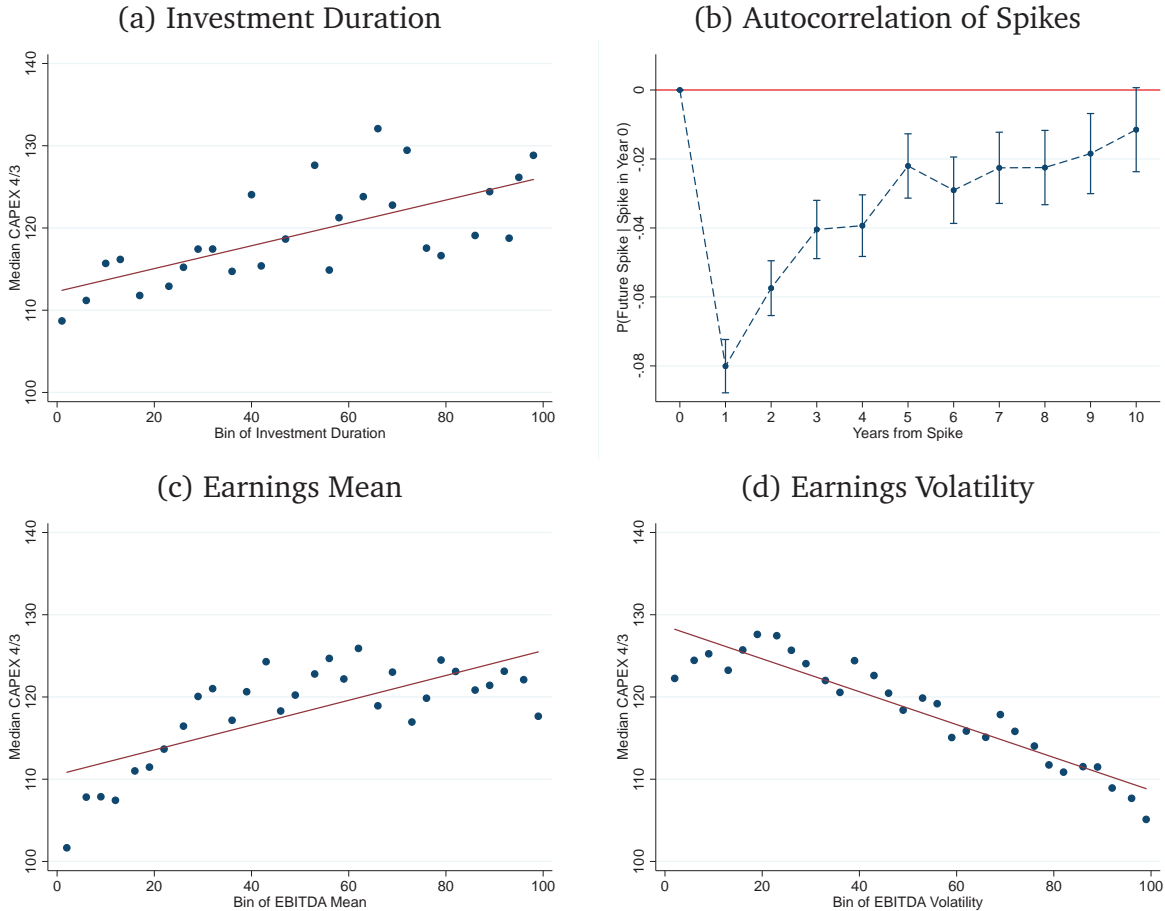 (a) Investment Duration
Median CAPEX 4/3
140
130
120
110
100
0 20 40 60 80 100
Bin of Investment Duration
(b) Autocorrelation of Spikes
P(Future Spike | Spike in Year 0)
0
-.02
-.04
-.06
-.08
0 1 2 3 4 5 6 7 8 9 10
Years from Spike
(c) Earnings Mean
Median CAPEX 4/3
140
130
120
110
100
0 20 40 60 80 100
Bin of EBITDA Mean
(d) Earnings Volatility
Median CAPEX 4/3
140
130
120
110
100
0 20 40 60 80 100
Bin of EBITDA Volatility